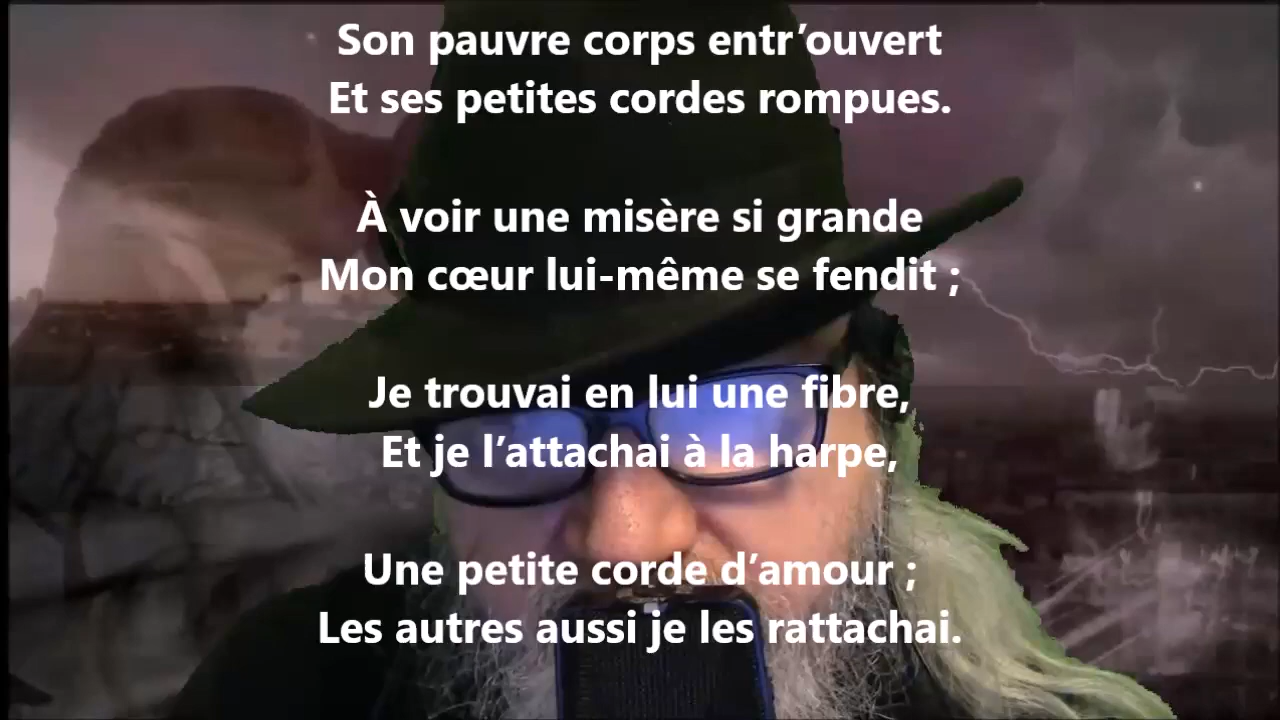 Son pauvre corps entr’ouvert
Et ses petites cordes rompues.
À voir une misère si grande
Mon cœur lui-même se fendit ;
Je trouvai en lui une fibre,
Et je l’attachai à la harpe,
Une petite corde d’amour ;
Les autres aussi je les rattachai.